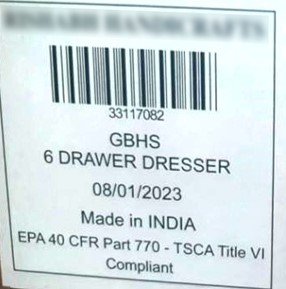 33117082
GBHS
6 DRAWER DRESSER
08/01/2023
Made in INDIA
EPA 40 CFR Part 770 - TSCA Title VI
Compliant